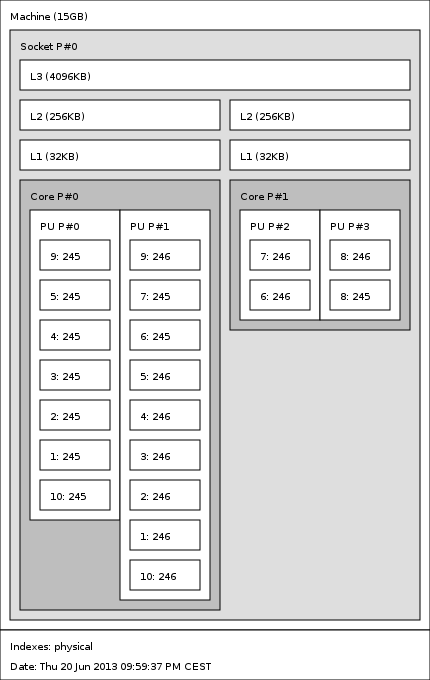 Machine (15GB)
Socket P#0
L3 (4096KB)
L2 (256KB)
L2 (256KB)
L1 (32KB)
L1 (32KB)
Core P#0
PU P#0
9: 245
5: 245
4: 245
3: 245
2: 245
1: 245
10: 245
PU P#1
9: 246
7: 245
6: 245
5: 246
4: 246
3: 246
2: 246
1: 246
10: 246
Core P#1
PU P#2
7: 246
6: 246
PU P#3
8: 246
8: 245
Indexes: physical
Date: Thu 20 Jun 2013 09:59:37 PM CEST